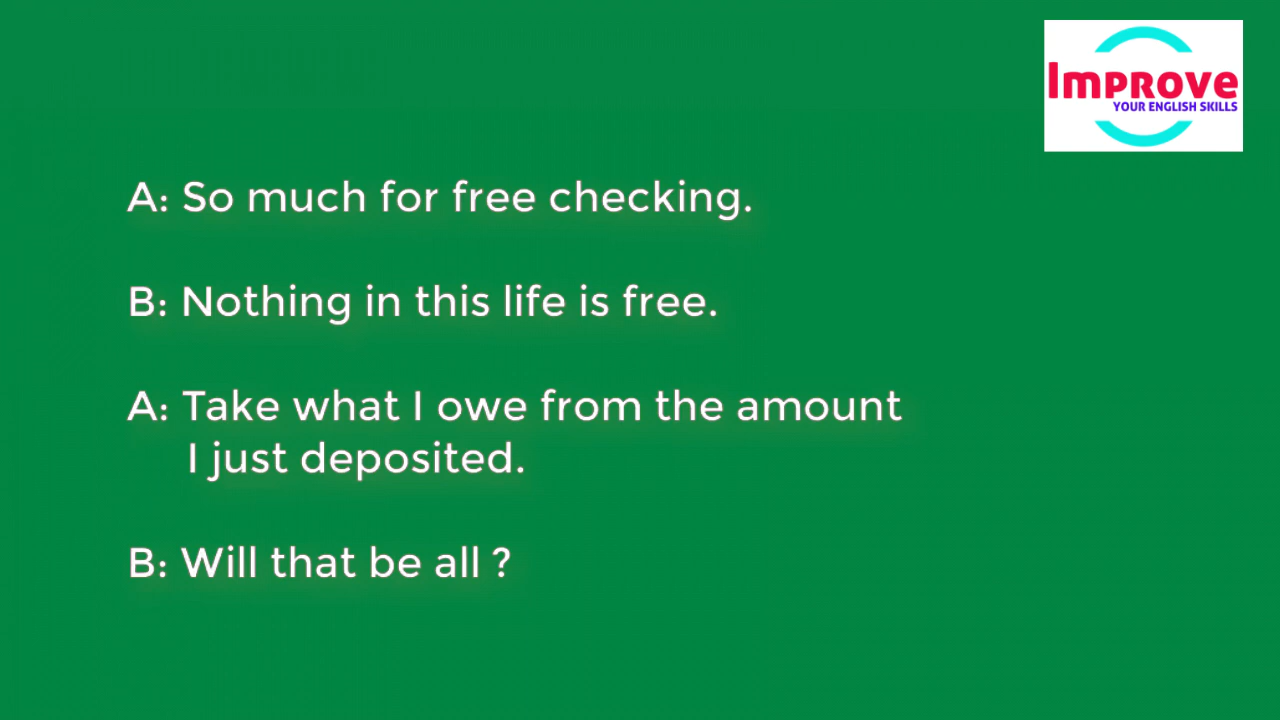 IMPROVE
YOUR ENGLISH SKILLS
A: So much for free checking.
B: Nothing in this life is free.
A: Take what I owe from the amount
I just deposited.
B: Will that be all ?